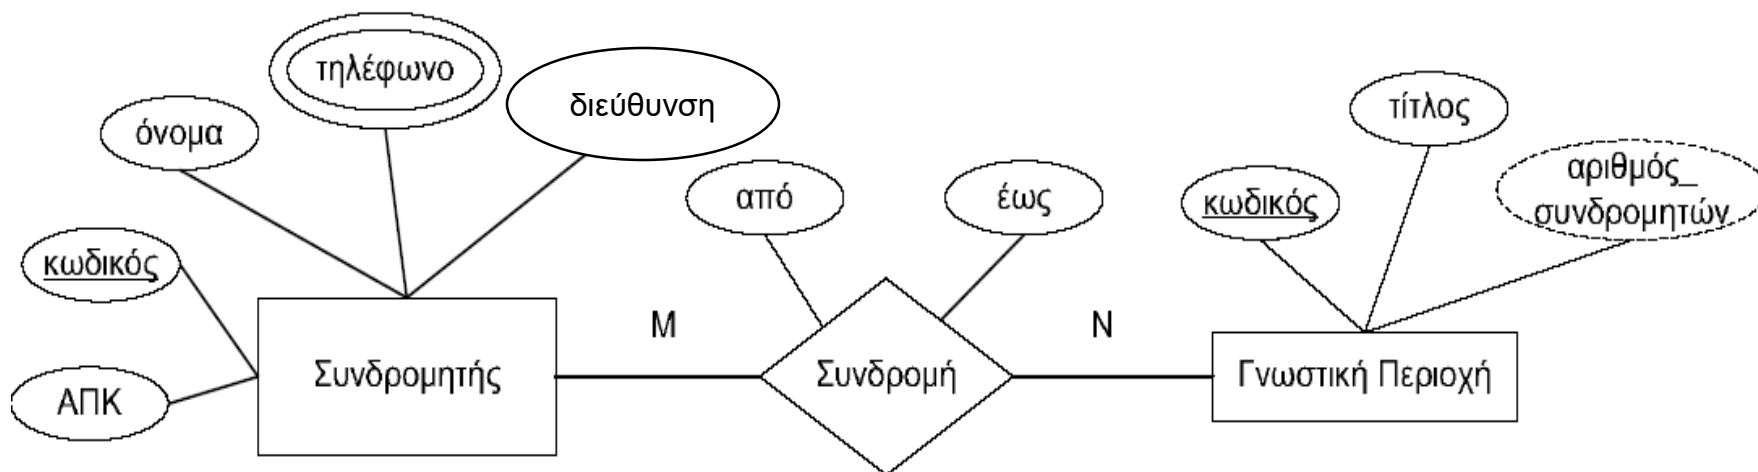 τηλέφωνο
διεύθυνση
όνομα
τίτλος
αριθμός_
συνδρομητών
από
έως
κωδικός
κωδικός
Μ
Ν
Συνδρομητής
Συνδρομή
Γνωστική Περιοχή
ΑΠΚ